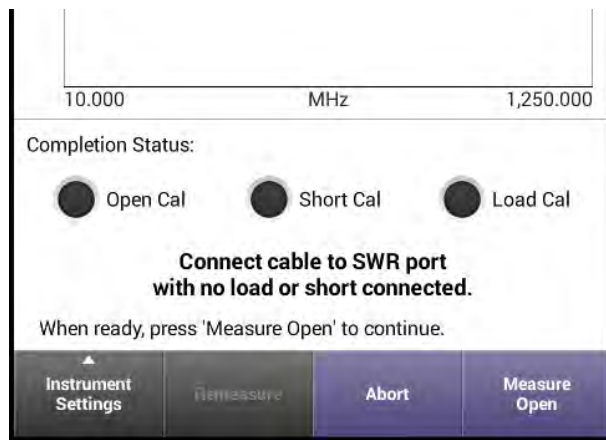 10.000 MHz 1,250.000
Completion Status:
Open Cal Short Cal Load Cal
Connect cable to SWR port
with no load or short connected.
When ready, press 'Measure Open' to continue.
Instrument
Settings
Remeasure
Abort
Measure
Open